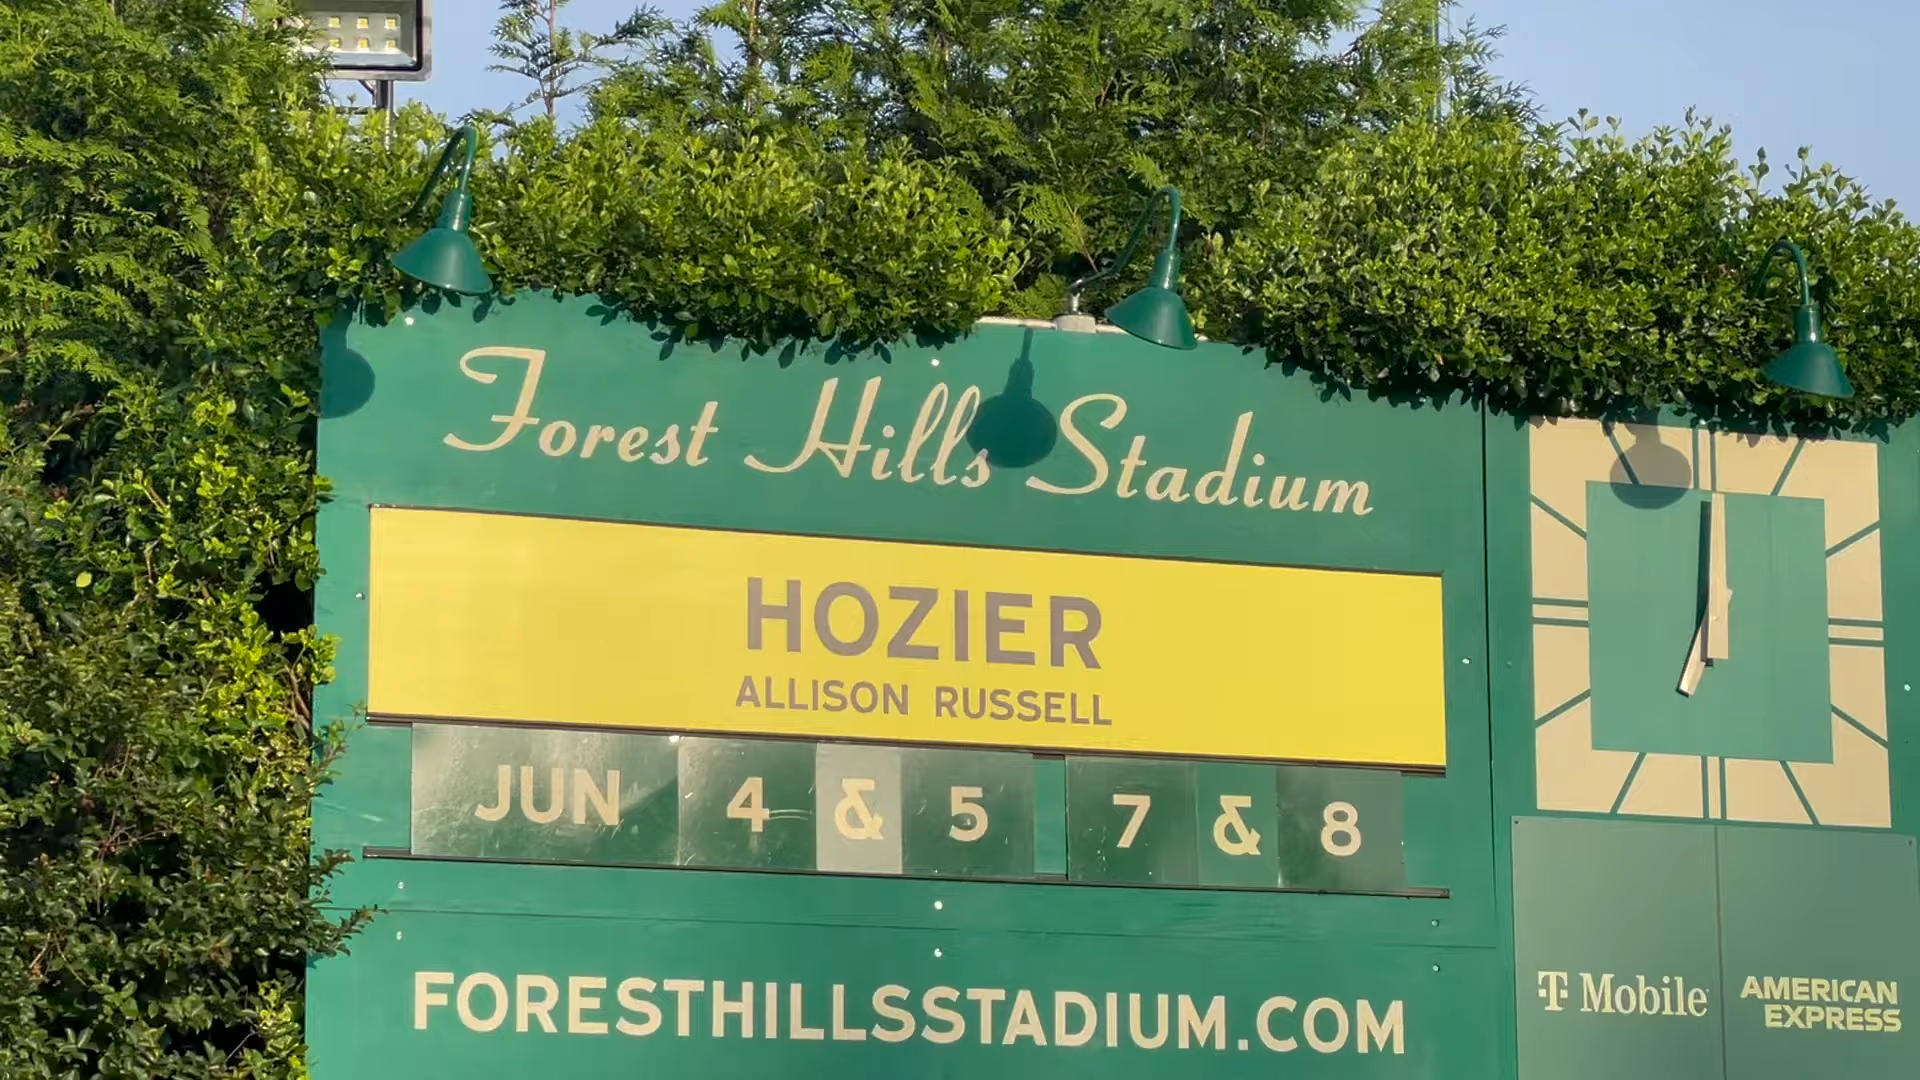 Forest Hills Stadium
HOZIER
ALLISON RUSSELL
JUN 4 & 5 7 & 8
FORESTHILLSSTADIUM.COM
T Mobile
AMERICAN
EXPRESS